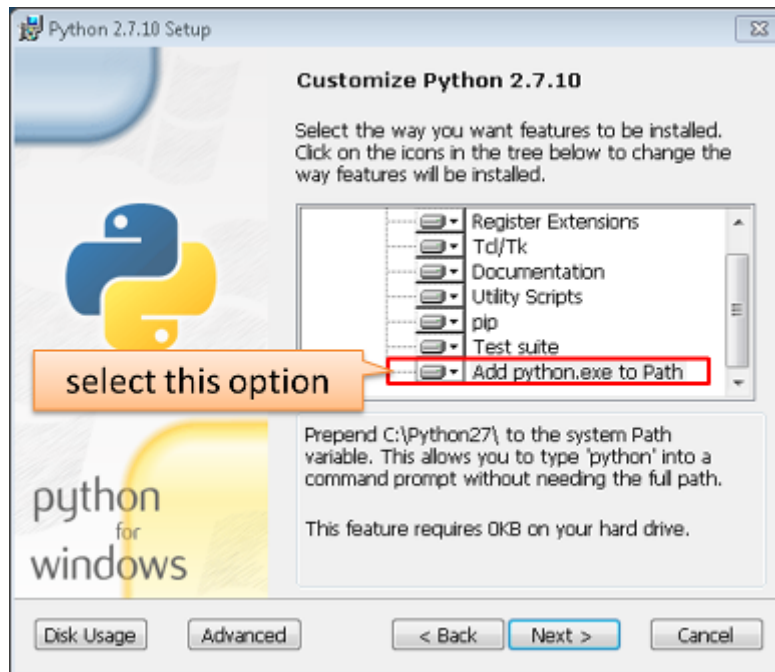 Python 2.7.10 Setup
Customize Python 2.7.10
Select the way you want features to be installed.
Click on the icons in the tree below to change the
way features will be installed.
Register Extensions
Tcl/Tk
Documentation
Utility Scripts
pip
Test suite
Add python.exe to Path
select this option
Prepend C:\Python27\ to the system Path
variable. This allows you to type 'python' into a
command prompt without needing the full path.
This feature requires 0KB on your hard drive.
python
for
windows
Disk Usage
Advanced
< Back
Next >
Cancel